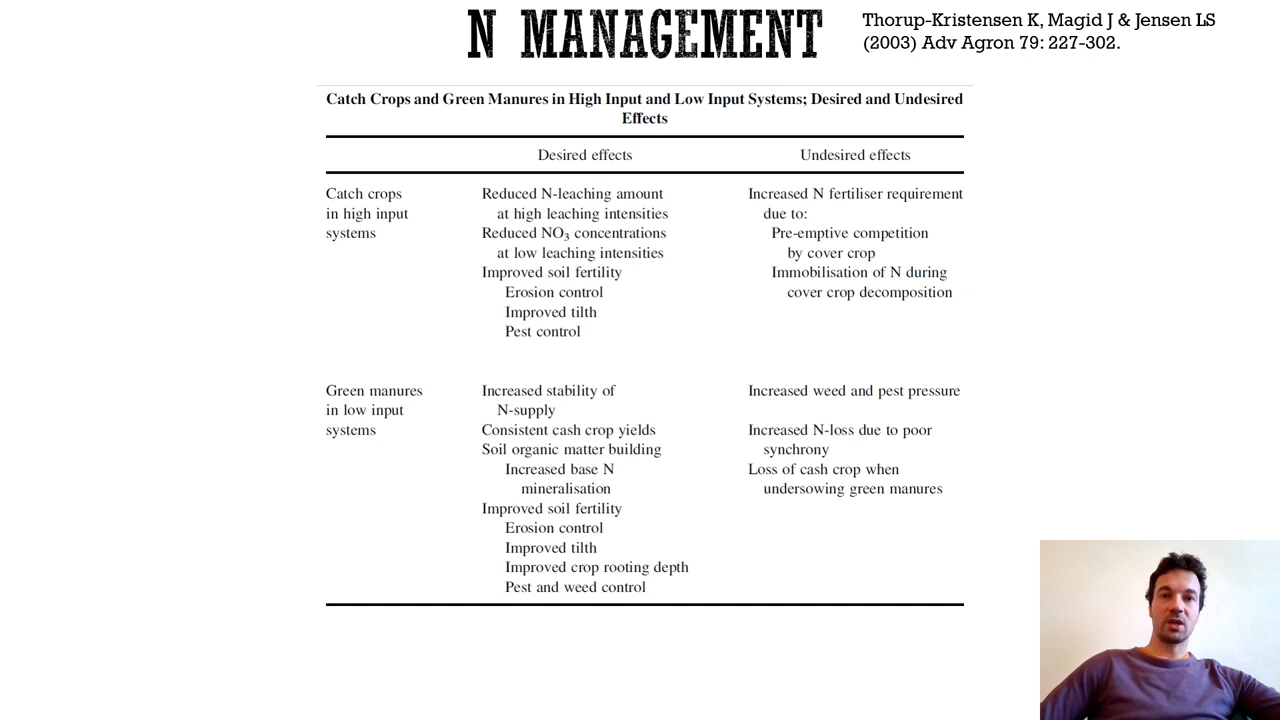 N MANAGEMENT
Thorup-Kristensen K, Magid J & Jensen LS
(2003) Adv Agron 79: 227-302.
Catch Crops and Green Manures in High Input and Low Input Systems; Desired and Undesired
Effects
Desired effects
Undesired effects
Catch crops
in high input
systems
Reduced N-leaching amount
at high leaching intensities
Reduced NO3 concentrations
at low leaching intensities
Improved soil fertility
Erosion control
Improved tilth
Pest control
Increased N fertiliser requirement
due to:
Pre-emptive competition
by cover crop
Immobilisation of N during
cover crop decomposition
Green manures
in low input
systems
Increased stability of
N-supply
Consistent cash crop yields
Soil organic matter building
Increased base N
mineralisation
Improved soil fertility
Erosion control
Improved tilth
Improved crop rooting depth
Pest and weed control
Increased weed and pest pressure
Increased N-loss due to poor
synchrony
Loss of cash crop when
undersowing green manures